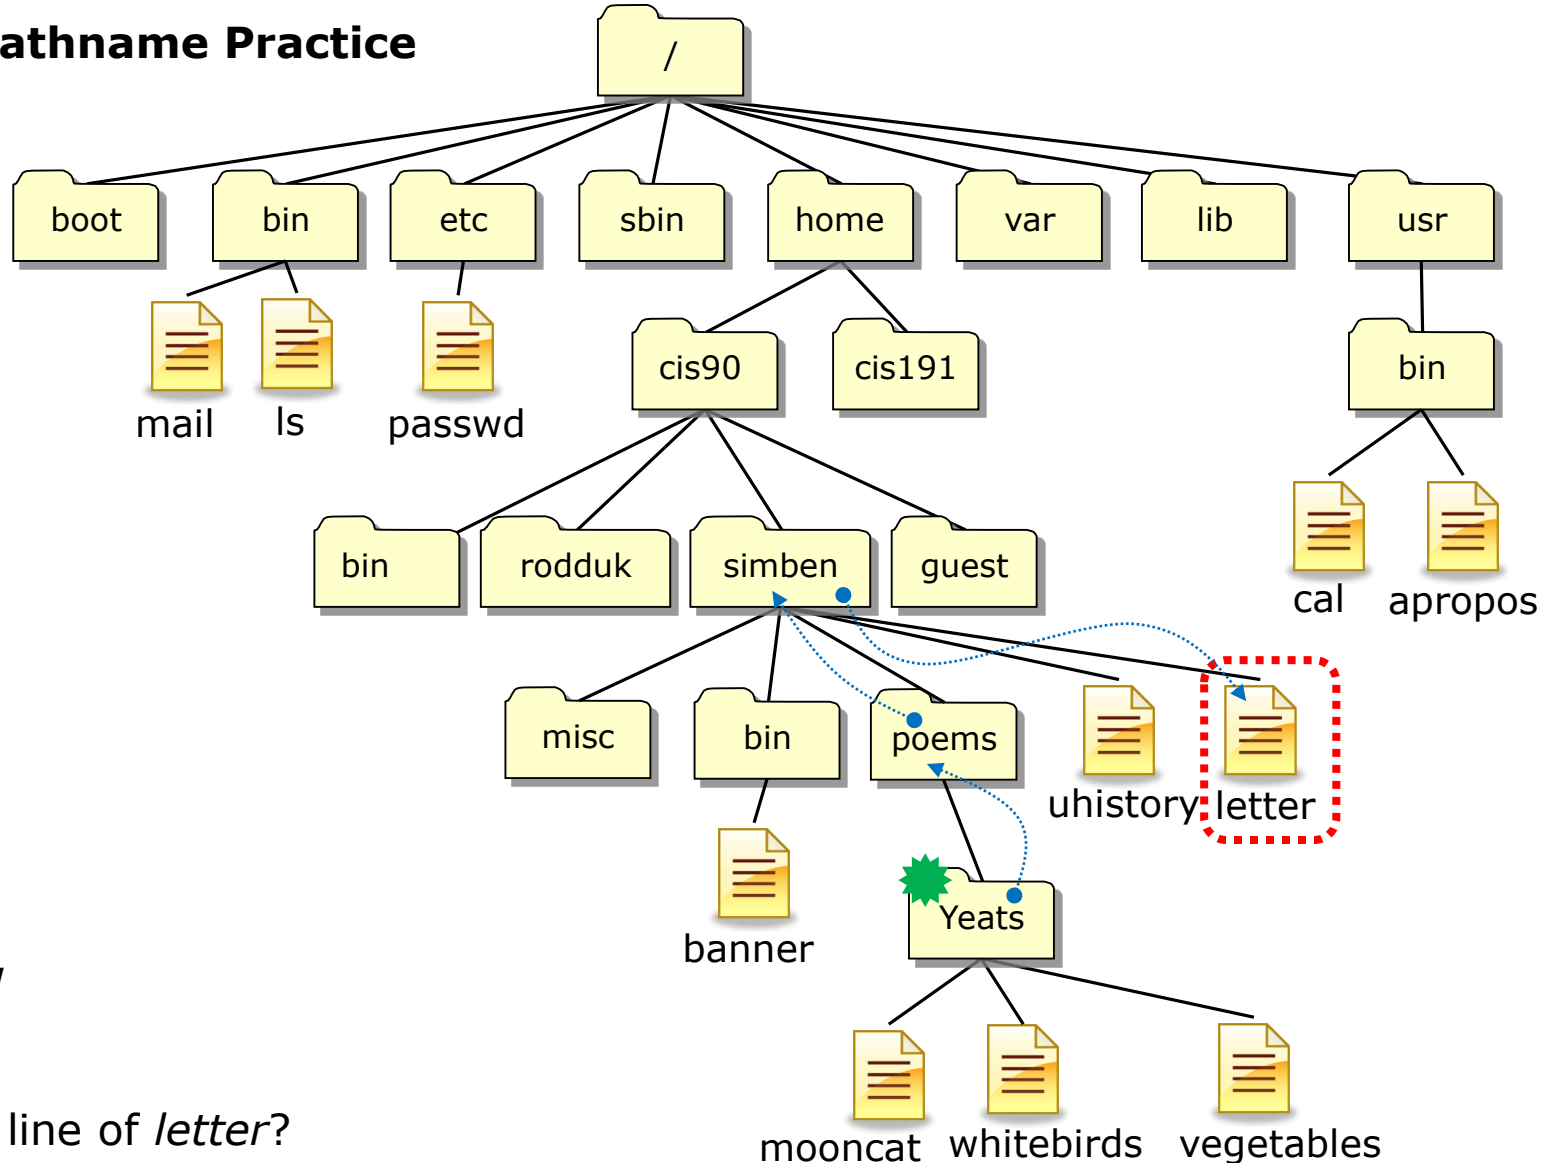 athname Practice
/
boot bin etc sbin home var lib usr
mail ls passwd
cis90 cis191 bin
bin rodduk simben guest
cal apropos
misc bin poems
uhistory letter
banner
Yeats
line of letter?
mooncat whitebirds vegetables